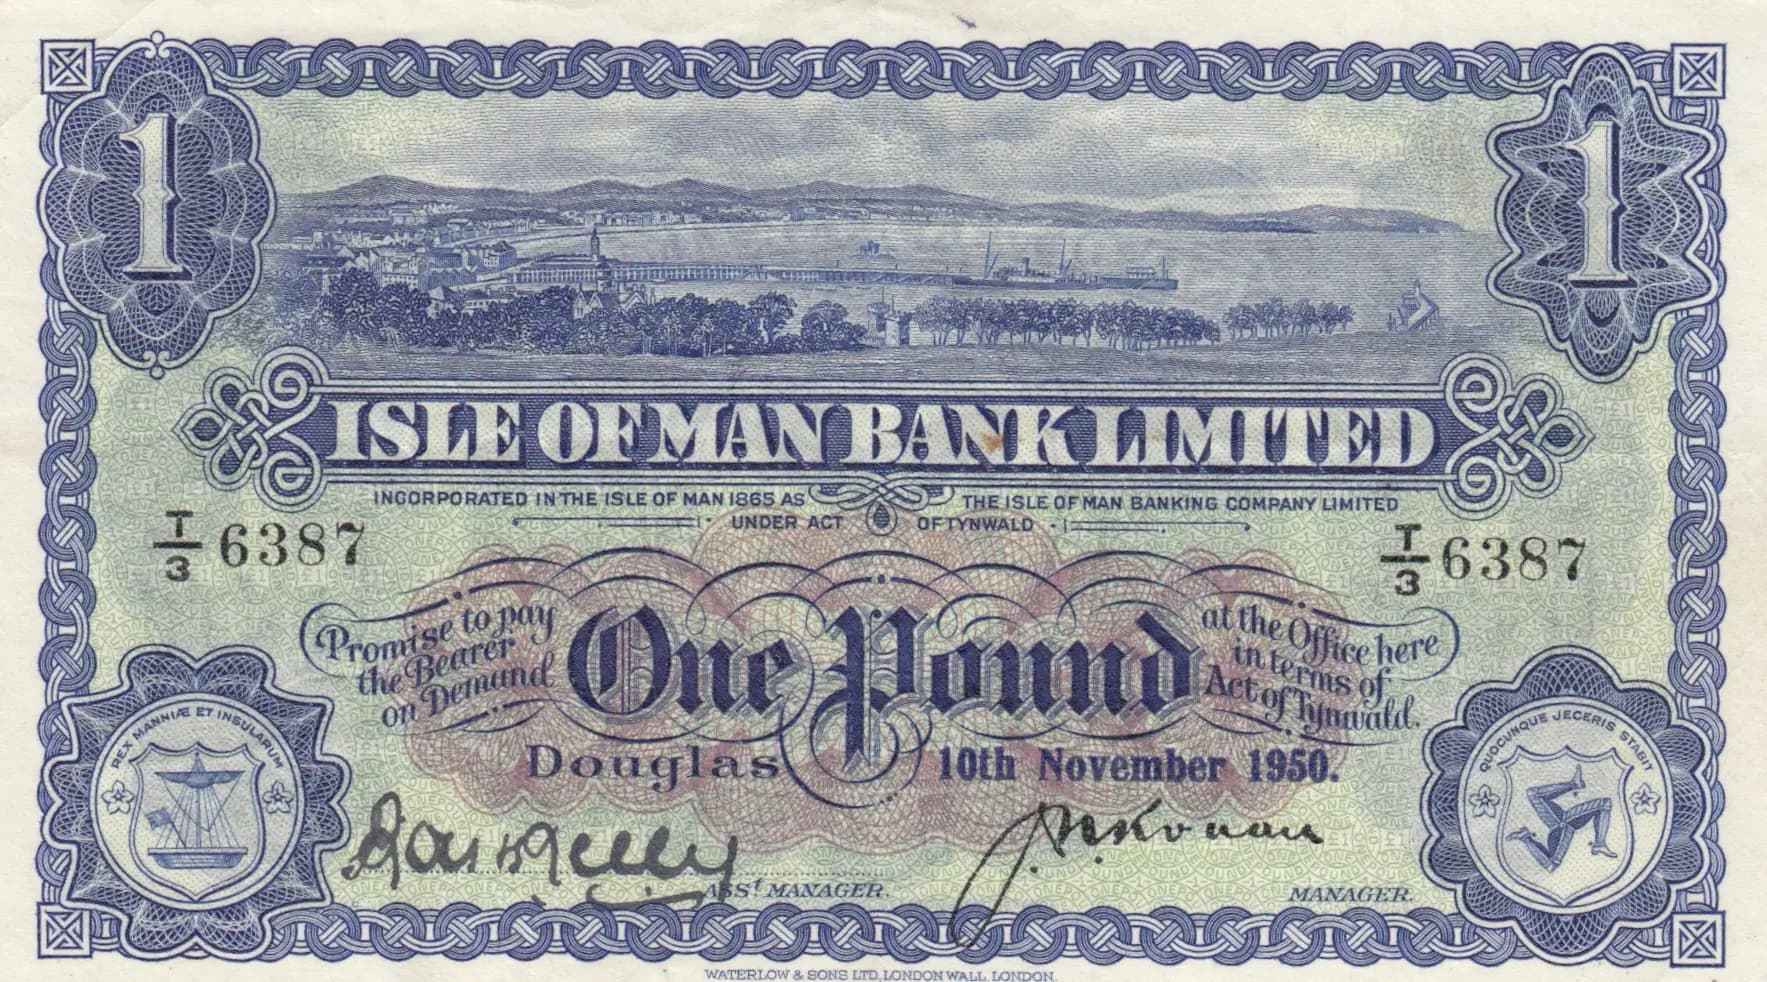 1
1
ISLE OF MAN BANK LIMITED
INCORPORATED IN THE ISLE OF MAN 1865 AS THE ISLE OF MAN BANKING COMPANY LIMITED
UNDER ACT OF TYNWALD
T/3 6387
T/3 6387
Promise to pay
the Bearer
on Demand
One Pound
at the Office here
in terms of
Act of Tynwald.
Douglas 10th November 1950.
REX MANNIÆ ET INSULARUM
QUOCUNQUE JECERIS STABIT
ASST MANAGER.
MANAGER.
WATERLOW & SONS LTD, LONDON WALL, LONDON.